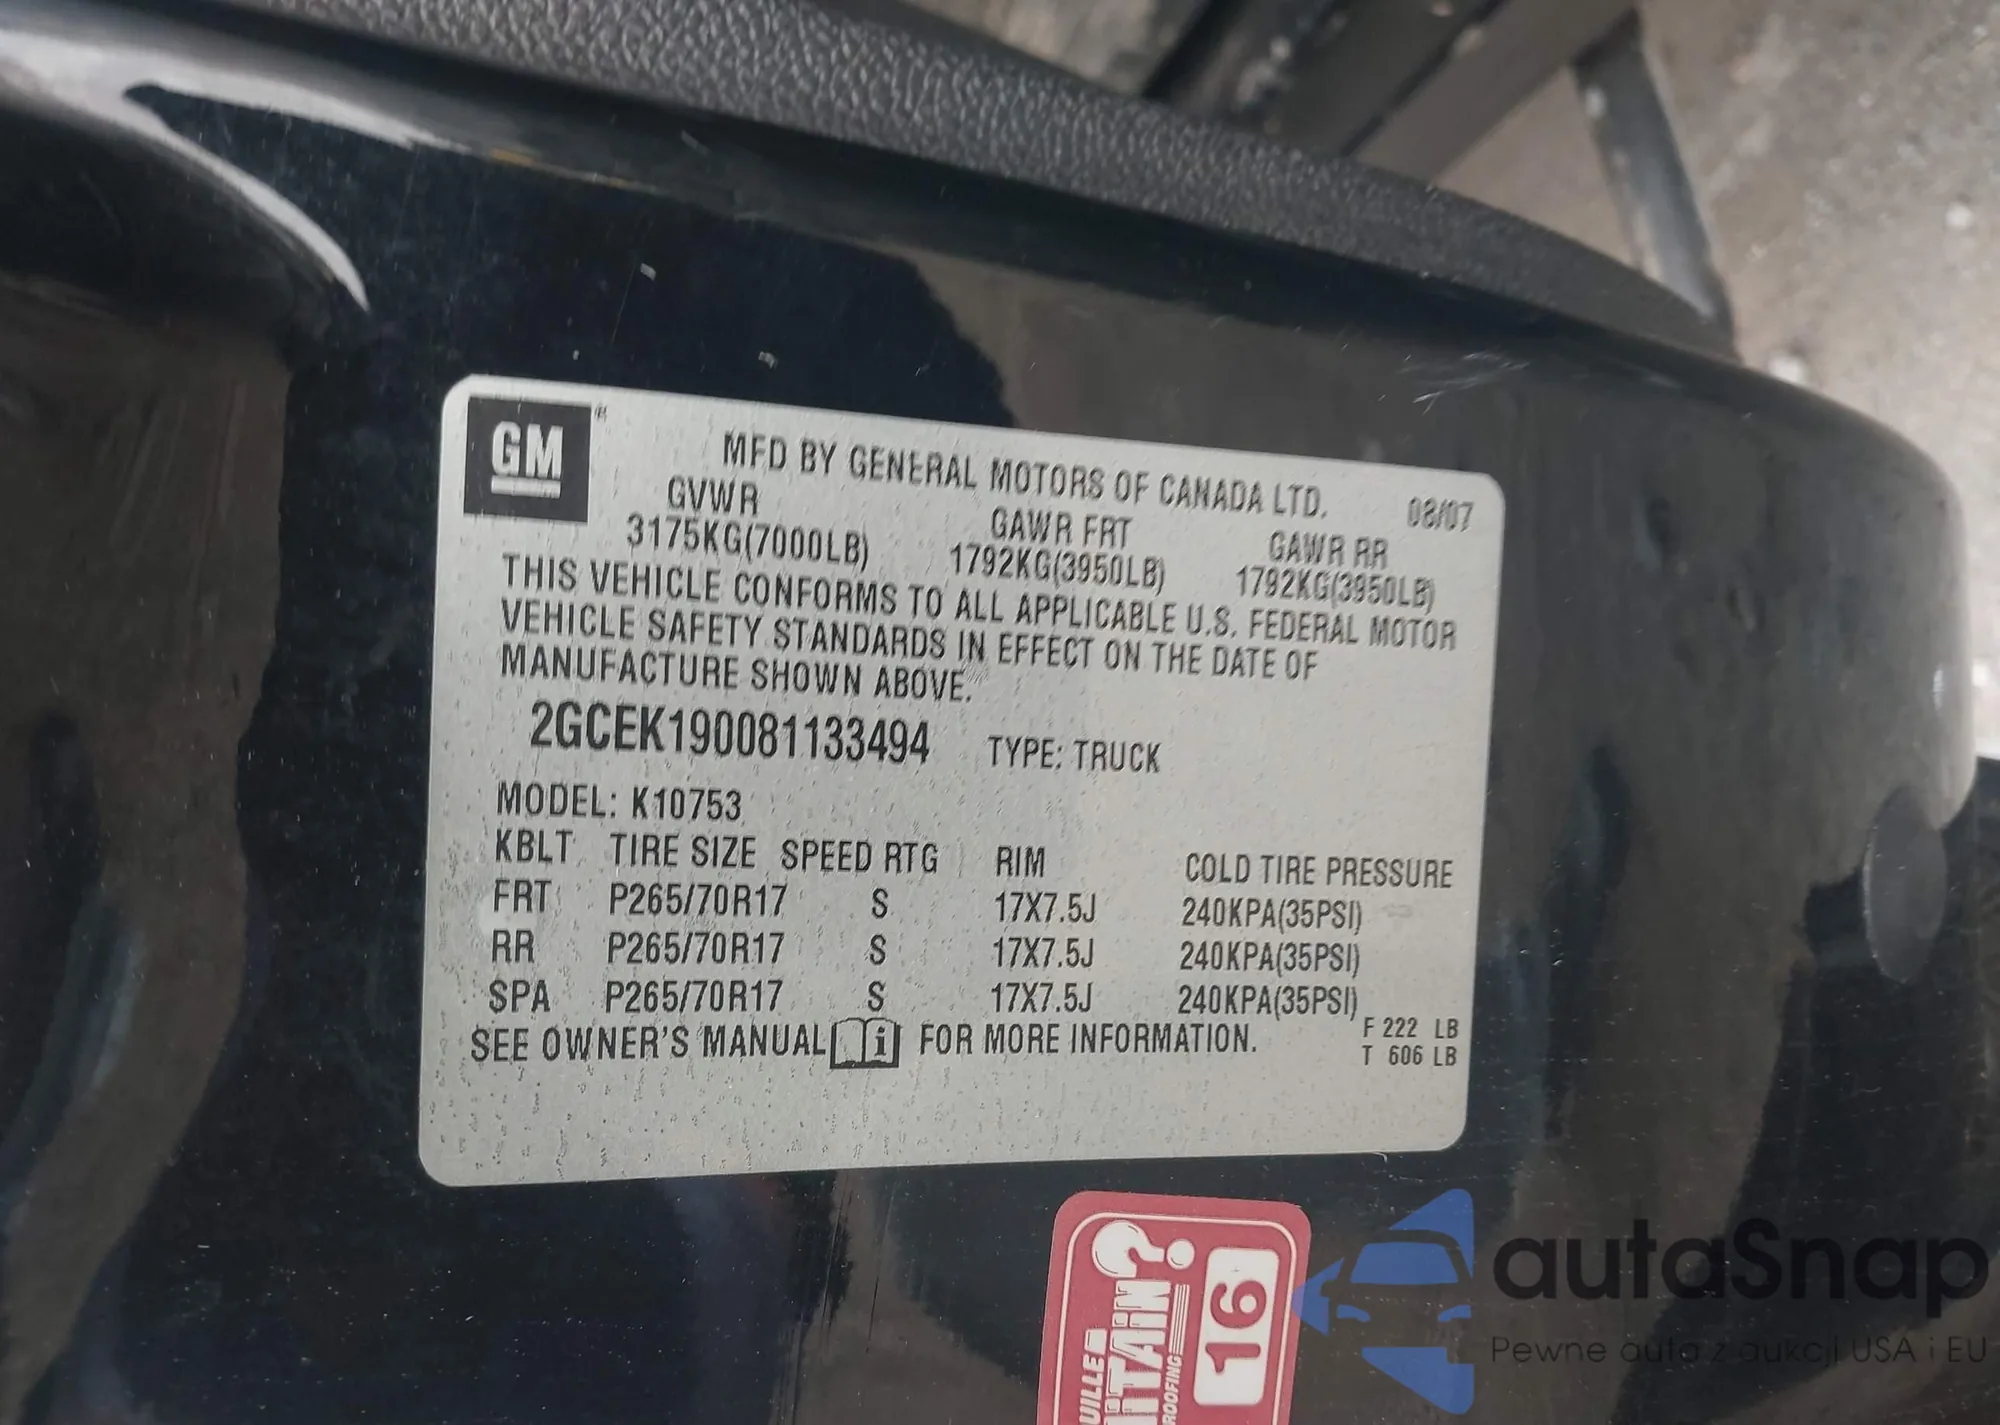 GM
MFD BY GENERAL MOTORS OF CANADA LTD. 08/07
GVWR GAWR FRT GAWR RR
3175KG(7000LB) 1792KG(3950LB) 1792KG(3950LB)
THIS VEHICLE CONFORMS TO ALL APPLICABLE U.S. FEDERAL MOTOR
VEHICLE SAFETY STANDARDS IN EFFECT ON THE DATE OF
MANUFACTURE SHOWN ABOVE.
2GCEK190081133494 TYPE: TRUCK
MODEL: K10753
KBLT TIRE SIZE SPEED RTG RIM COLD TIRE PRESSURE
FRT P265/70R17 S 17X7.5J 240KPA(35PSI)
RR P265/70R17 S 17X7.5J 240KPA(35PSI)
SPA P265/70R17 S 17X7.5J 240KPA(35PSI)
SEE OWNER'S MANUAL FOR MORE INFORMATION.
F 222 LB
T 606 LB
16
autaSnap
Pewne auta z aukcji USA i EU